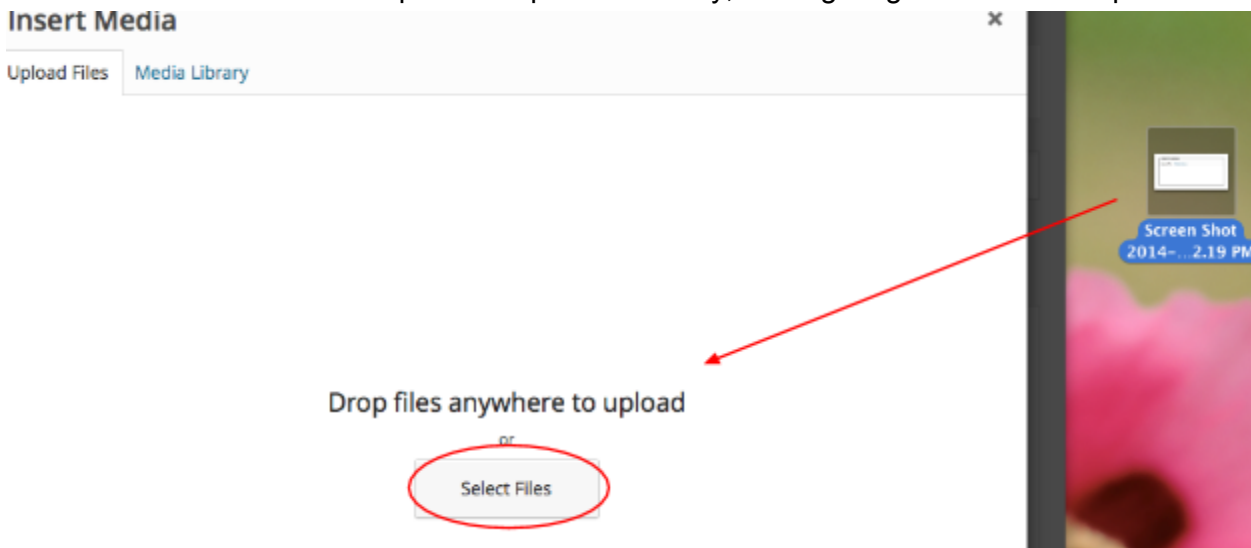 Insert Media
×
Upload Files Media Library
Screen Shot
2014-...2.19 PM
Drop files anywhere to upload
or
Select Files